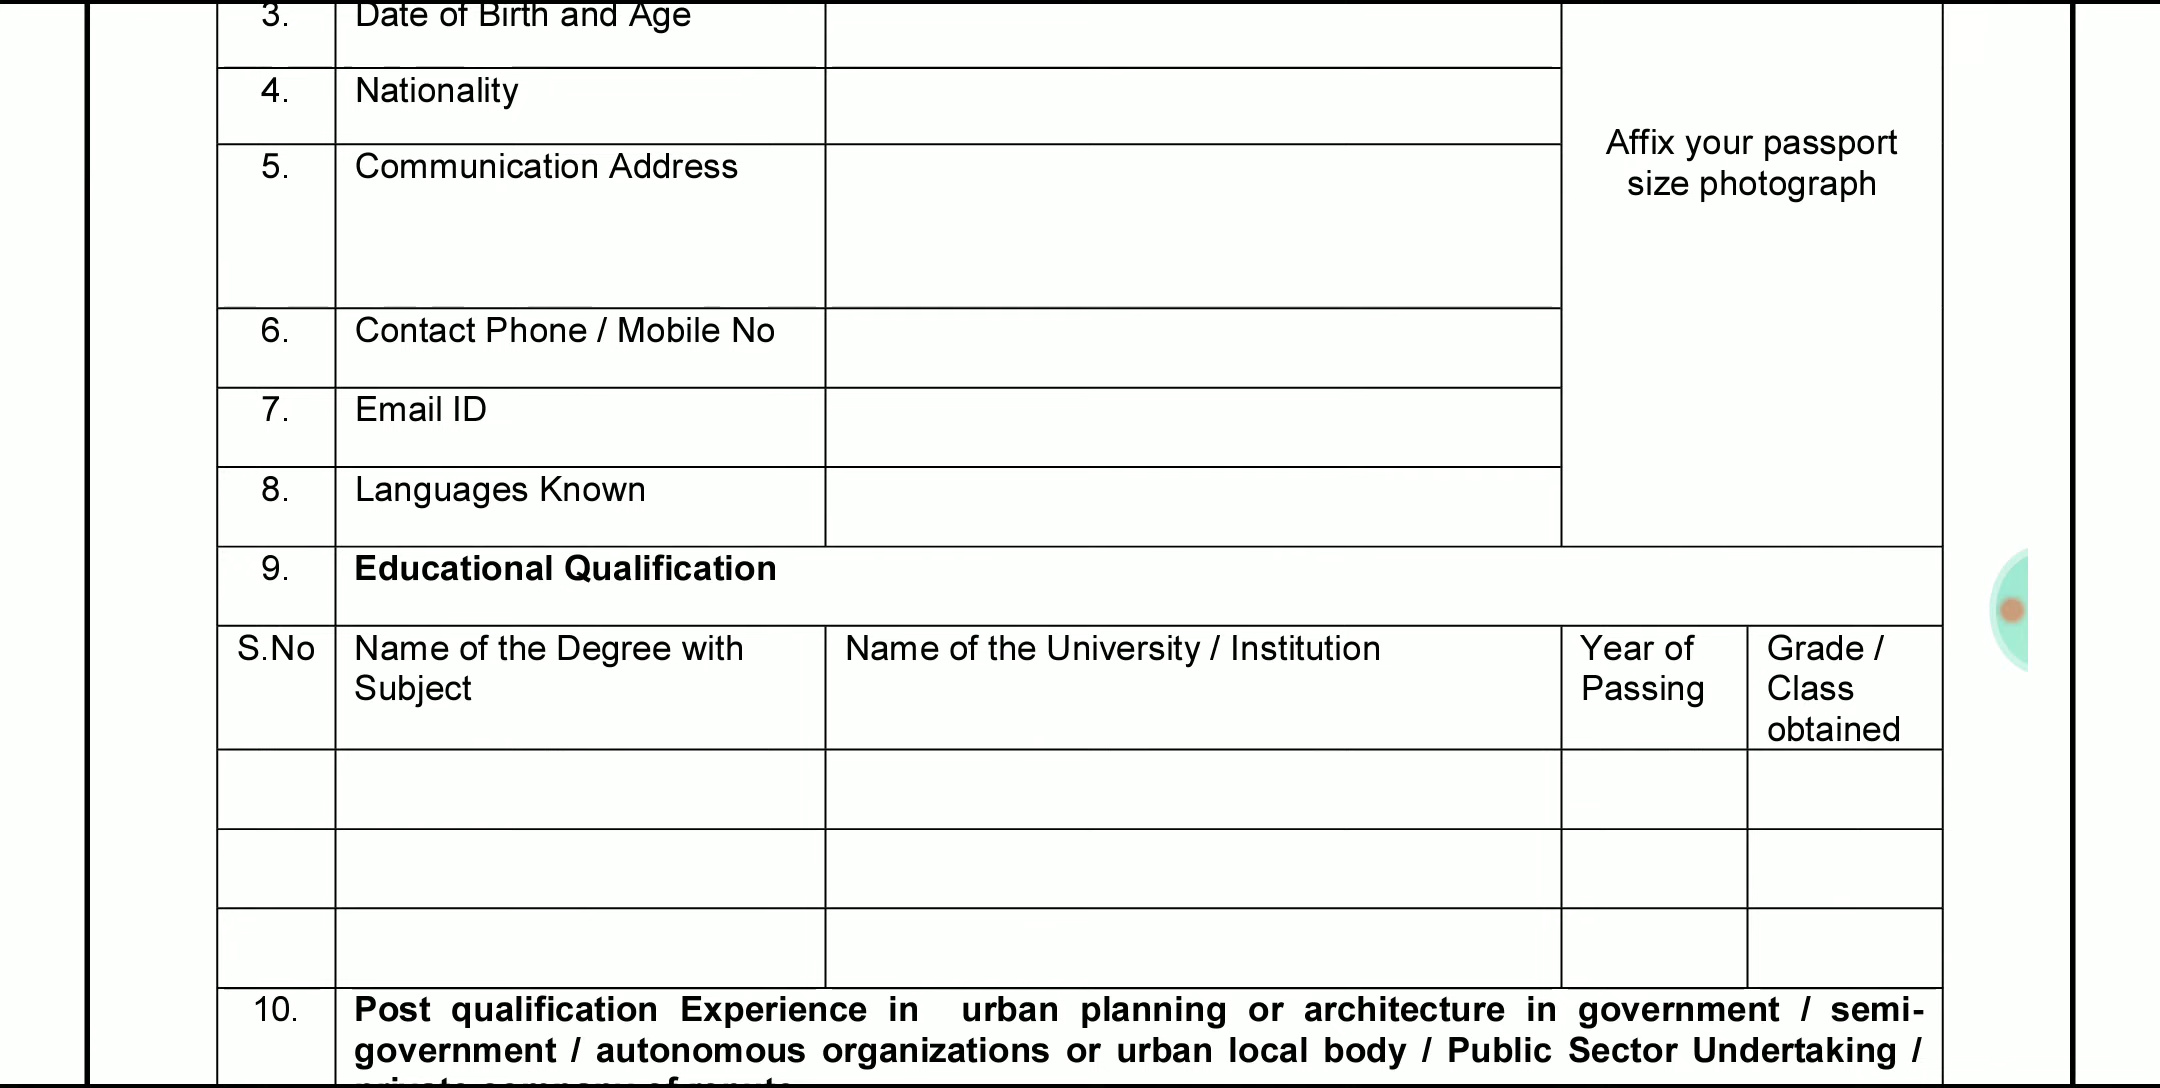 3. Date of Birth and Age
4. Nationality
Affix your passport
size photograph
5. Communication Address
6. Contact Phone / Mobile No
7. Email ID
8. Languages Known
9. Educational Qualification
S.No Name of the Degree with Subject Name of the University / Institution Year of Passing Grade / Class obtained
10. Post qualification Experience in urban planning or architecture in government / semi-
government / autonomous organizations or urban local body / Public Sector Undertaking /